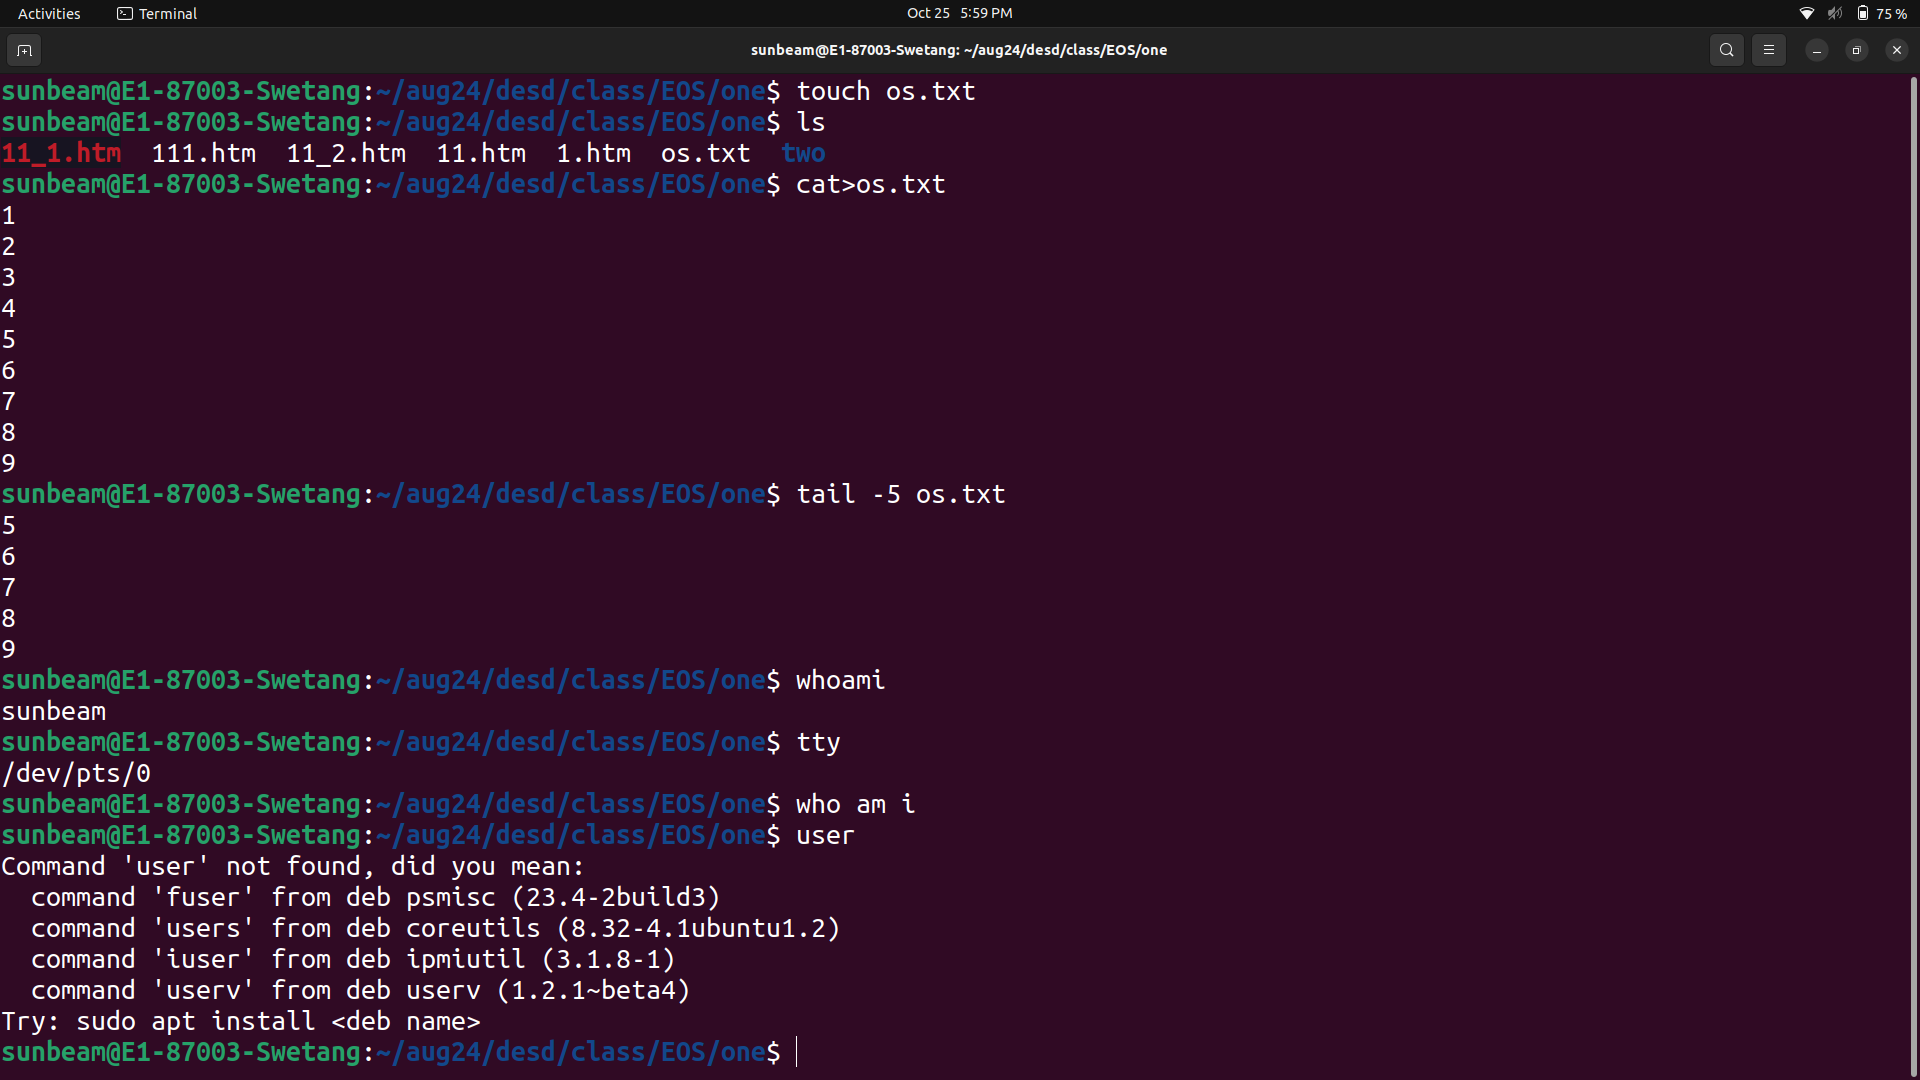 Activities Terminal Oct 25 5:59 PM 75 %
sunbeam@E1-87003-Swetang: ~/aug24/desd/class/EOS/one
sunbeam@E1-87003-Swetang:~/aug24/desd/class/EOS/one$ touch os.txt
sunbeam@E1-87003-Swetang:~/aug24/desd/class/EOS/one$ ls
11_1.htm 111.htm 11_2.htm 11.htm 1.htm os.txt two
sunbeam@E1-87003-Swetang:~/aug24/desd/class/EOS/one$ cat>os.txt
1
2
3
4
5
6
7
8
9
sunbeam@E1-87003-Swetang:~/aug24/desd/class/EOS/one$ tail -5 os.txt
5
6
7
8
9
sunbeam@E1-87003-Swetang:~/aug24/desd/class/EOS/one$ whoami
sunbeam
sunbeam@E1-87003-Swetang:~/aug24/desd/class/EOS/one$ tty
/dev/pts/0
sunbeam@E1-87003-Swetang:~/aug24/desd/class/EOS/one$ who am i
sunbeam@E1-87003-Swetang:~/aug24/desd/class/EOS/one$ user
Command 'user' not found, did you mean:
  command 'fuser' from deb psmisc (23.4-2build3)
  command 'users' from deb coreutils (8.32-4.1ubuntu1.2)
  command 'iuser' from deb ipmiutil (3.1.8-1)
  command 'userv' from deb userv (1.2.1~beta4)
Try: sudo apt install <deb name>
sunbeam@E1-87003-Swetang:~/aug24/desd/class/EOS/one$